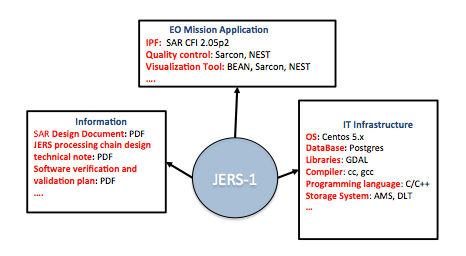 EO Mission Application
IPF: SAR CFI 2.05p2
Quality control: Sarcon, NEST
Visualization Tool: BEAN, Sarcon, NEST
....
Information
SAR Design Document: PDF
JERS processing chain design
technical note: PDF
Software verification and
validation plan: PDF
....
JERS-1
IT Infrastructure
OS: Centos 5.x
DataBase: Postgres
Libraries: GDAL
Compiler: cc, gcc
Programming language: C/C++
Storage System: AMS, DLT
...